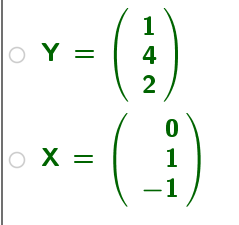 Y = ( 1
4
2 )
X = ( 0
1
−1 )